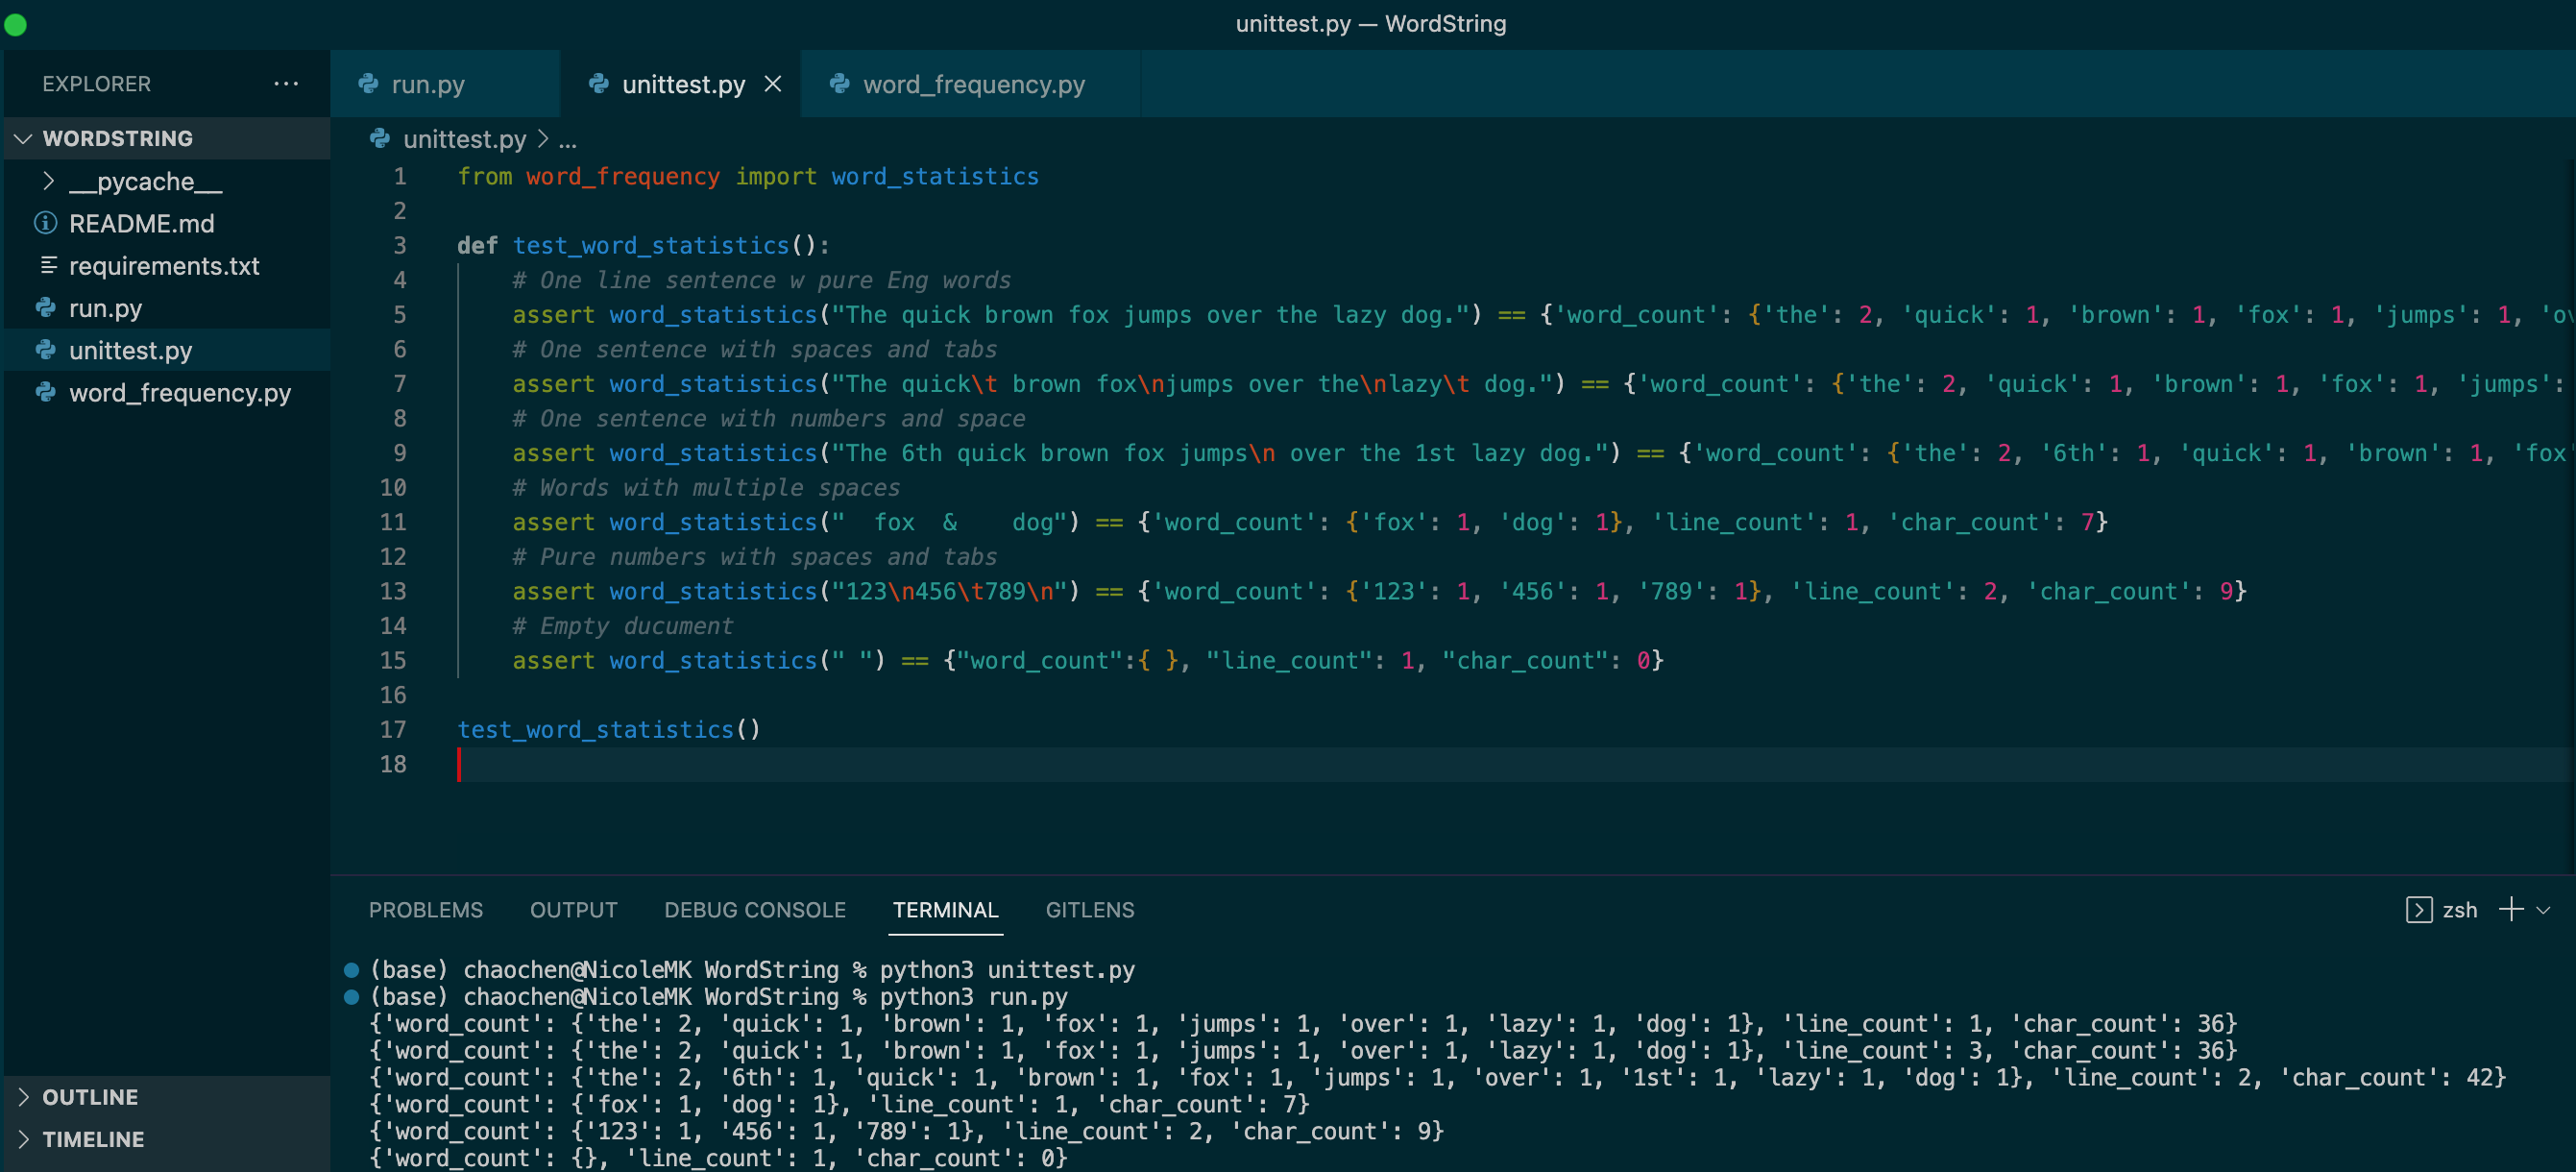 unittest.py — WordString
EXPLORER ...
run.py unittest.py word_frequency.py
WORDSTRING
__pycache__
README.md
requirements.txt
run.py
unittest.py
word_frequency.py
OUTLINE
TIMELINE
unittest.py > ...
1 from word_frequency import word_statistics
2
3 def test_word_statistics():
4 # One line sentence w pure Eng words
5 assert word_statistics("The quick brown fox jumps over the lazy dog.") == {'word_count': {'the': 2, 'quick': 1, 'brown': 1, 'fox': 1, 'jumps': 1, 'ov
6 # One sentence with spaces and tabs
7 assert word_statistics("The quick\t brown fox\njumps over the\nlazy\t dog.") == {'word_count': {'the': 2, 'quick': 1, 'brown': 1, 'fox': 1, 'jumps':
8 # One sentence with numbers and space
9 assert word_statistics("The 6th quick brown fox jumps\n over the 1st lazy dog.") == {'word_count': {'the': 2, '6th': 1, 'quick': 1, 'brown': 1, 'fox'
10 # Words with multiple spaces
11 assert word_statistics("  fox  &    dog") == {'word_count': {'fox': 1, 'dog': 1}, 'line_count': 1, 'char_count': 7}
12 # Pure numbers with spaces and tabs
13 assert word_statistics("123\n456\t789\n") == {'word_count': {'123': 1, '456': 1, '789': 1}, 'line_count': 2, 'char_count': 9}
14 # Empty ducument
15 assert word_statistics(" ") == {"word_count":{ }, "line_count": 1, "char_count": 0}
16
17 test_word_statistics()
18
PROBLEMS OUTPUT DEBUG CONSOLE TERMINAL GITLENS zsh
(base) chaochen@NicoleMK WordString % python3 unittest.py
(base) chaochen@NicoleMK WordString % python3 run.py
{'word_count': {'the': 2, 'quick': 1, 'brown': 1, 'fox': 1, 'jumps': 1, 'over': 1, 'lazy': 1, 'dog': 1}, 'line_count': 1, 'char_count': 36}
{'word_count': {'the': 2, 'quick': 1, 'brown': 1, 'fox': 1, 'jumps': 1, 'over': 1, 'lazy': 1, 'dog': 1}, 'line_count': 3, 'char_count': 36}
{'word_count': {'the': 2, '6th': 1, 'quick': 1, 'brown': 1, 'fox': 1, 'jumps': 1, 'over': 1, '1st': 1, 'lazy': 1, 'dog': 1}, 'line_count': 2, 'char_count': 42}
{'word_count': {'fox': 1, 'dog': 1}, 'line_count': 1, 'char_count': 7}
{'word_count': {'123': 1, '456': 1, '789': 1}, 'line_count': 2, 'char_count': 9}
{'word_count': {}, 'line_count': 1, 'char_count': 0}